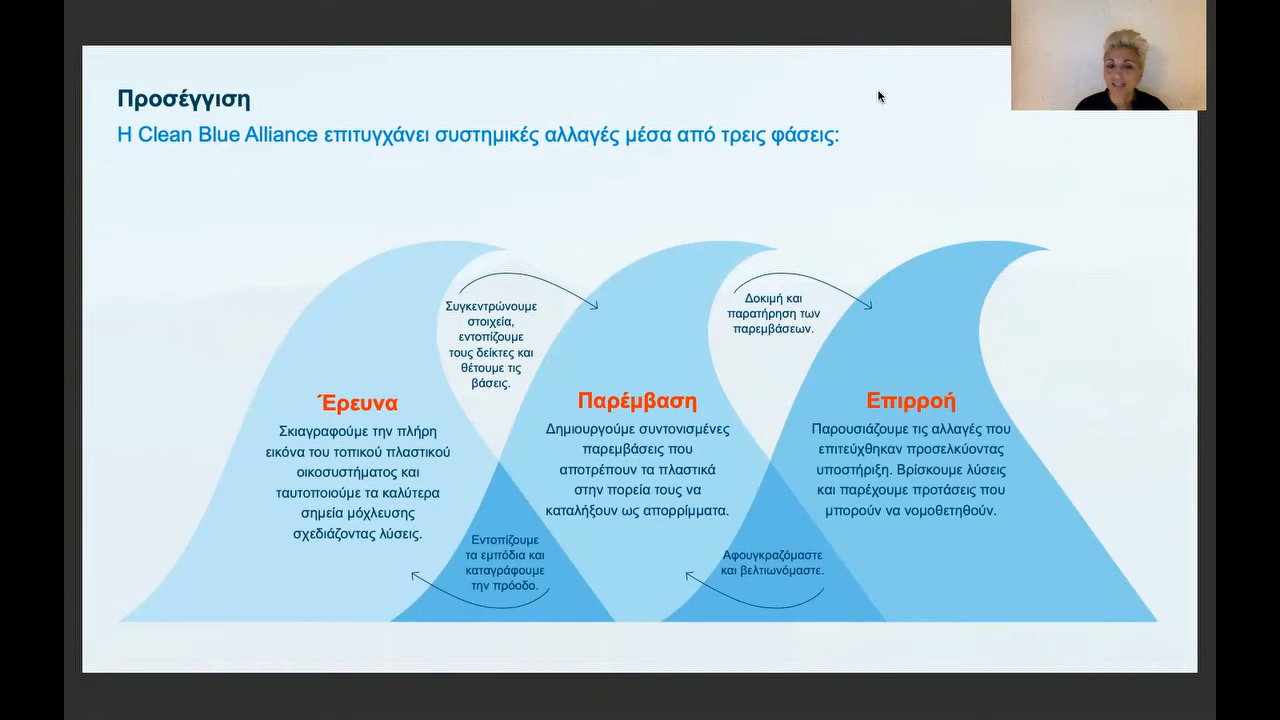 Προσέγγιση
Η Clean Blue Alliance επιτυγχάνει συστημικές αλλαγές μέσα από τρεις φάσεις:
Συγκεντρώνουμε
στοιχεία,
εντοπίζουμε
τους δείκτες και
θέτουμε τις
βάσεις.
Δοκιμή και
παρατήρηση των
παρεμβάσεων.
Έρευνα
Σκιαγραφούμε την πλήρη
εικόνα του τοπικού πλαστικού
οικοσυστήματος και
ταυτοποιούμε τα καλύτερα
σημεία μόχλευσης
σχεδιάζοντας λύσεις.
Παρέμβαση
Δημιουργούμε συντονισμένες
παρεμβάσεις που
αποτρέπουν τα πλαστικά
στην πορεία τους να
καταλήξουν ως απορρίμματα.
Επιρροή
Παρουσιάζουμε τις αλλαγές που
επιτεύχθηκαν προσελκύοντας
υποστήριξη. Βρίσκουμε λύσεις
και παρέχουμε προτάσεις που
μπορούν να νομοθετηθούν.
Εντοπίζουμε
τα εμπόδια και
καταγράφουμε
την πρόοδο.
Αφουγκραζόμαστε
και βελτιωνόμαστε.